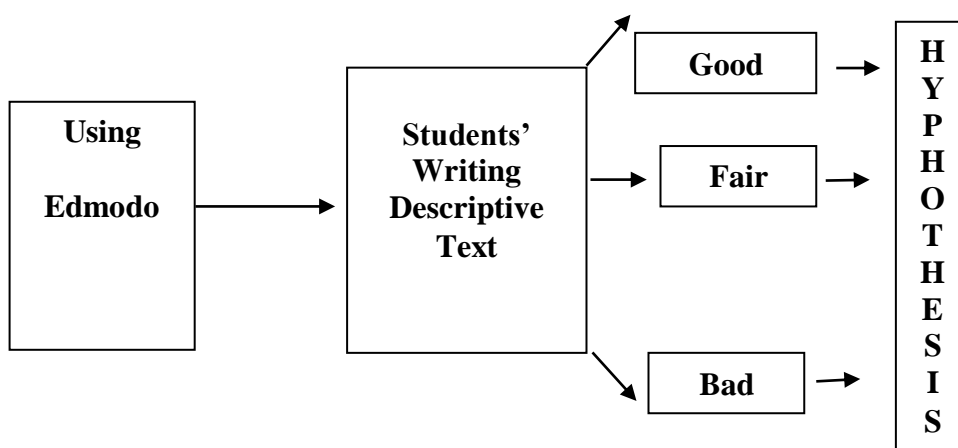 Using
Edmodo
Students’
Writing
Descriptive
Text
Good
Fair
Bad
H
Y
P
H
O
T
H
E
S
I
S